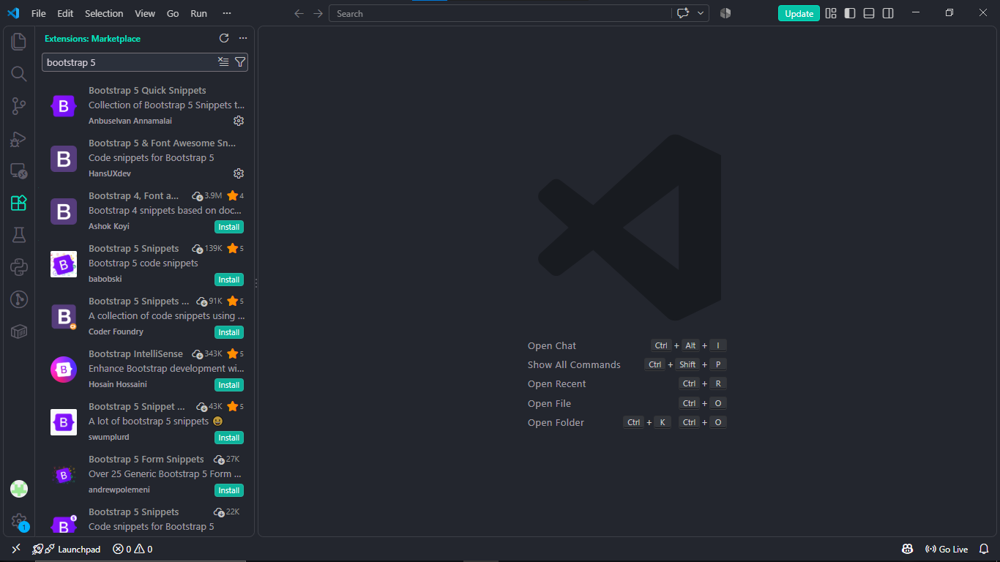 File Edit Selection View Go Run ···
Search
Update
Extensions: Marketplace
bootstrap 5
Bootstrap 5 Quick Snippets
Collection of Bootstrap 5 Snippets t...
Anbuselvan Annamalai
Bootstrap 5 & Font Awesome Sn...
Code snippets for Bootstrap 5
HansUXdev
Bootstrap 4, Font a... 3.9M 4
Bootstrap 4 snippets based on doc...
Ashok Koyi Install
Bootstrap 5 Snippets 139K 5
Bootstrap 5 code snippets
babobski Install
Bootstrap 5 Snippets ... 91K 5
A collection of code snippets using ...
Coder Foundry Install
Bootstrap IntelliSense 343K 5
Enhance Bootstrap development wi...
Hosain Hossaini Install
Bootstrap 5 Snippet ... 43K 5
A lot of bootstrap 5 snippets 😆
swumplurd Install
Bootstrap 5 Form Snippets 27K
Over 25 Generic Bootstrap 5 Form ...
andrewpolemeni Install
Bootstrap 5 Snippets 22K
Code snippets for Bootstrap 5
Open Chat Ctrl + Alt + I
Show All Commands Ctrl + Shift + P
Open Recent Ctrl + R
Open File Ctrl + O
Open Folder Ctrl + K Ctrl + O
1
Launchpad 0 0 Go Live